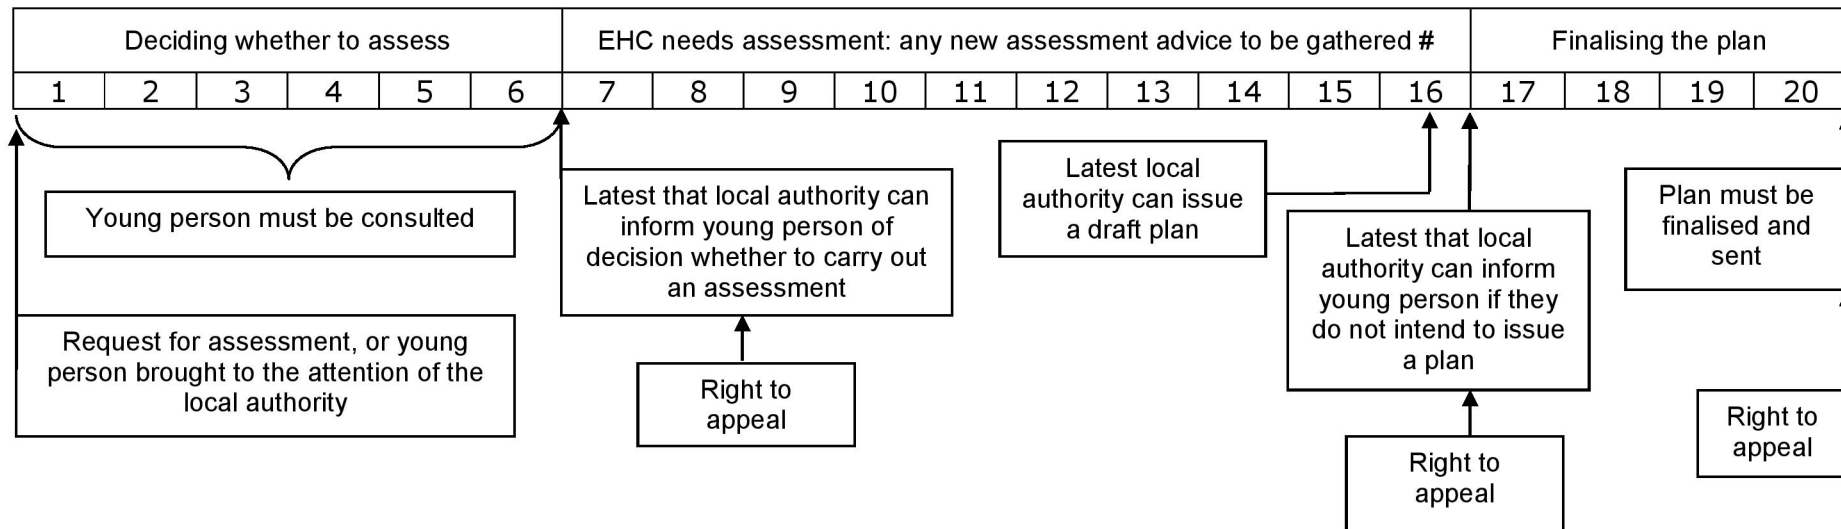 Deciding whether to assess
EHC needs assessment: any new assessment advice to be gathered #
Finalising the plan
1 2 3 4 5 6 7 8 9 10 11 12 13 14 15 16 17 18 19 20
Young person must be consulted
Request for assessment, or young
person brought to the attention of the
local authority
Latest that local authority can
inform young person of
decision whether to carry out
an assessment
Right to
appeal
Latest local
authority can issue
a draft plan
Latest that local
authority can inform
young person if they
do not intend to issue
a plan
Right to
appeal
Plan must be
finalised and
sent
Right to
appeal